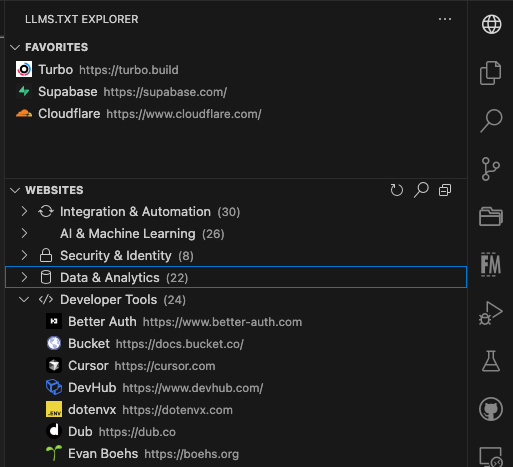 LLMS.TXT EXPLORER
FAVORITES
Turbo https://turbo.build
Supabase https://supabase.com/
Cloudflare https://www.cloudflare.com/
WEBSITES
Integration & Automation (30)
AI & Machine Learning (26)
Security & Identity (8)
Data & Analytics (22)
Developer Tools (24)
Better Auth https://www.better-auth.com
Bucket https://docs.bucket.co/
Cursor https://cursor.com
DevHub https://www.devhub.com/
.ENV dotenvx https://dotenvx.com
Dub https://dub.co
Evan Boehs https://boehs.org
FM